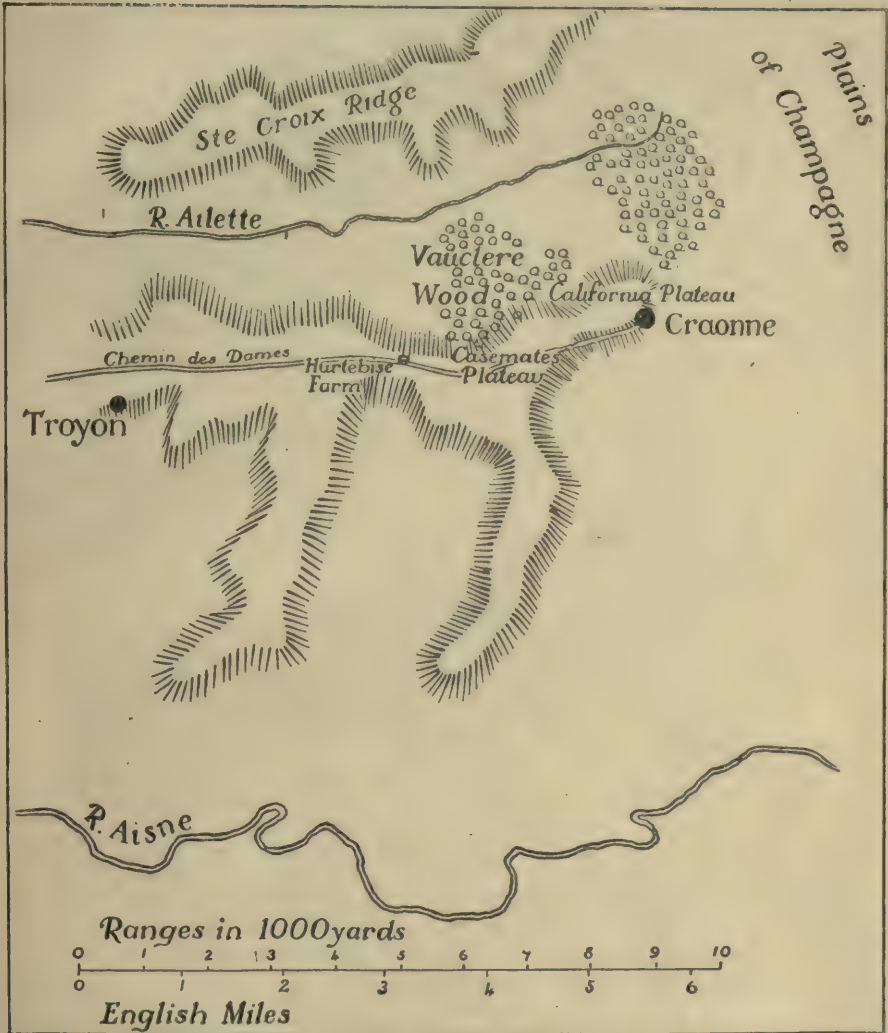 Plains
of Champagne
Ste Croix Ridge
R. Ailette
Vauclere
Wood
California Plateau
Craonne
Chemin des Dames
Hurtebise
Farm
Casemates
Plateau
Troyon
R. Aisne
Ranges in 1000 yards
0 1 2 3 4 5 6 7 8 9 10
0 1 2 3 4 5 6
English Miles